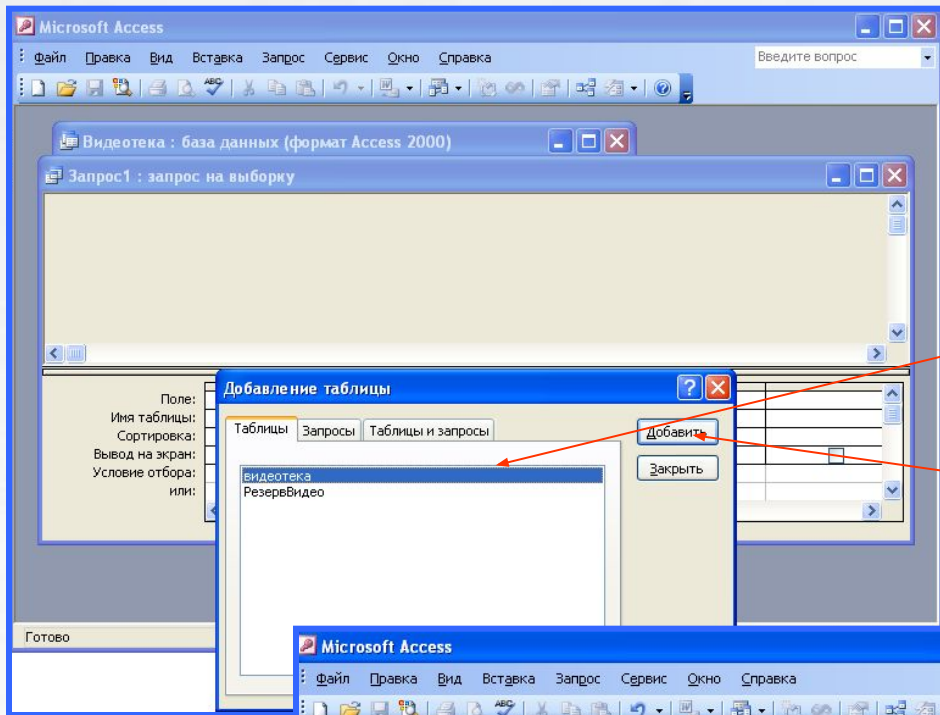 Microsoft Access
Файл Правка Вид Вставка Запрос Сервис Окно Справка
Введите вопрос
Видеотека : база данных (формат Access 2000)
Запрос1 : запрос на выборку
Поле:
Имя таблицы:
Сортировка:
Вывод на экран:
Условие отбора:
или:
Добавление таблицы
Таблицы Запросы Таблицы и запросы
Добавить
Закрыть
видеотека
РезервВидео
Готово
Microsoft Access
Файл Правка Вид Вставка Запрос Сервис Окно Справка